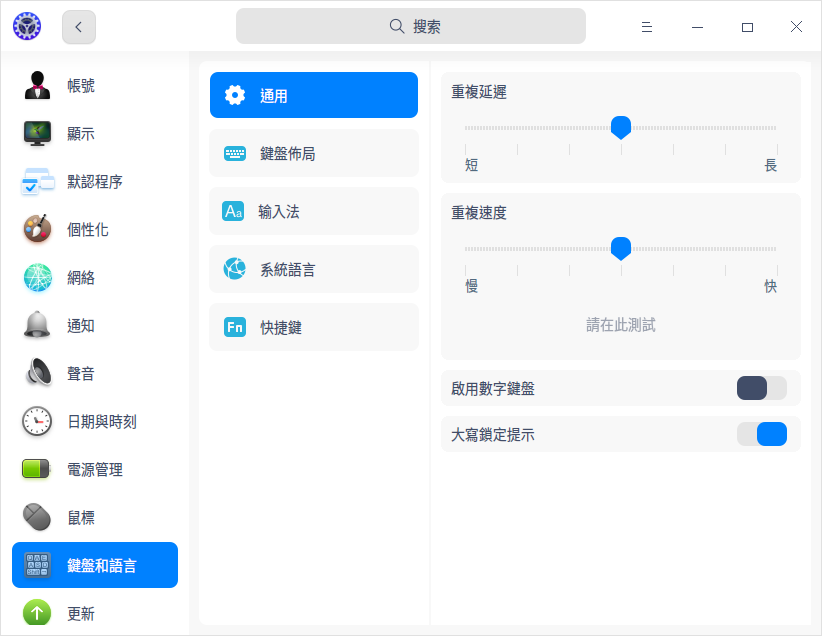 搜索
帳號
顯示
默認程序
個性化
網絡
通知
聲音
日期與時刻
電源管理
鼠標
鍵盤和語言
更新
通用
鍵盤佈局
Aa 输入法
系統語言
Fn 快捷鍵
重複延遲
短 長
重複速度
慢 快
請在此測試
啟用數字鍵盤
大寫鎖定提示